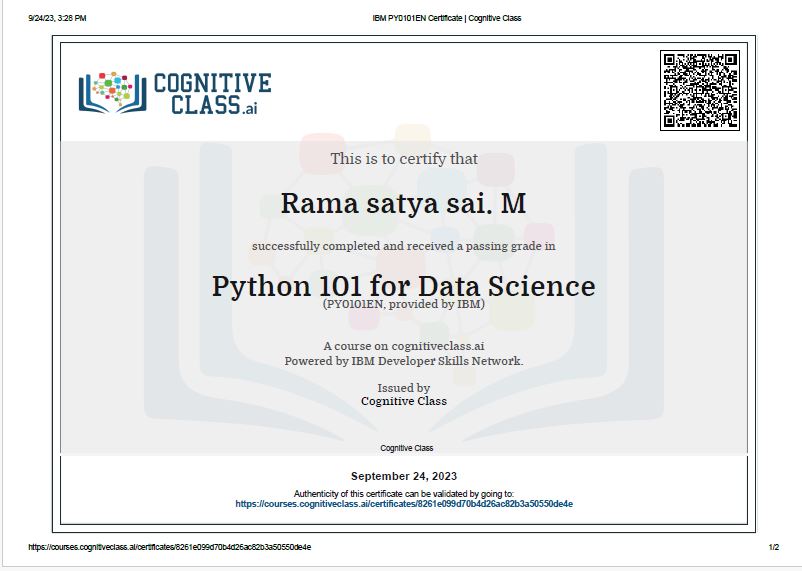 9/24/23, 3:28 PM
IBM PY0101EN Certificate | Cognitive Class
COGNITIVE
CLASS.ai
This is to certify that
Rama satya sai. M
successfully completed and received a passing grade in
Python 101 for Data Science
(PY0101EN, provided by IBM)
A course on cognitiveclass.ai
Powered by IBM Developer Skills Network.
Issued by
Cognitive Class
Cognitive Class
September 24, 2023
Authenticity of this certificate can be validated by going to:
https://courses.cognitiveclass.ai/certificates/8261e099d70b4d26ac82b3a50550de4e
https://courses.cognitiveclass.ai/certificates/8261e099d70b4d26ac82b3a50550de4e
1/2